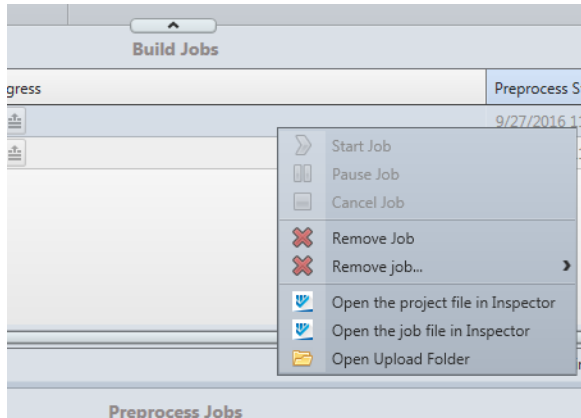 Build Jobs
gress
Preprocess S
9/27/2016 1
Start Job
Pause Job
Cancel Job
Remove Job
Remove job...
Open the project file in Inspector
Open the job file in Inspector
Open Upload Folder
Preprocess Jobs